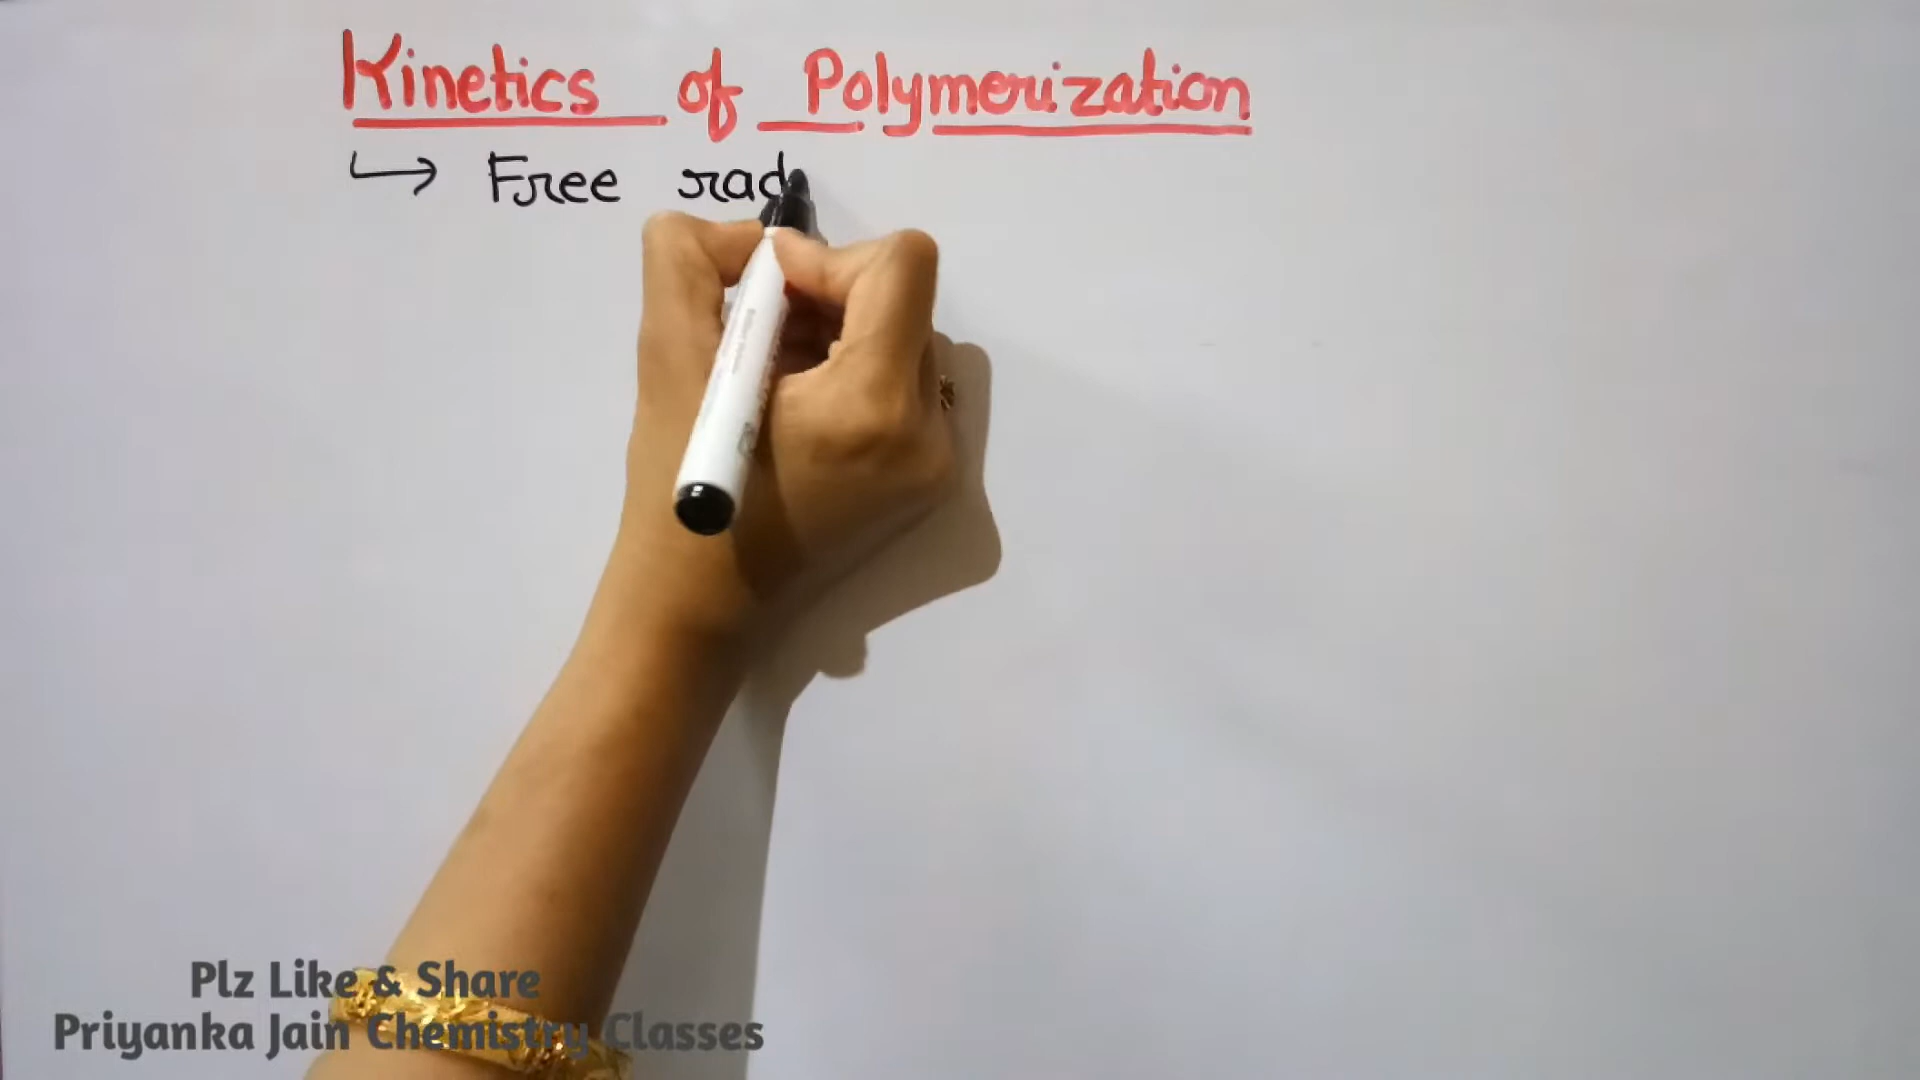 Kinetics of Polymerization
↳ Free rad
Plz Like & Share
Priyanka Jain Chemistry Classes